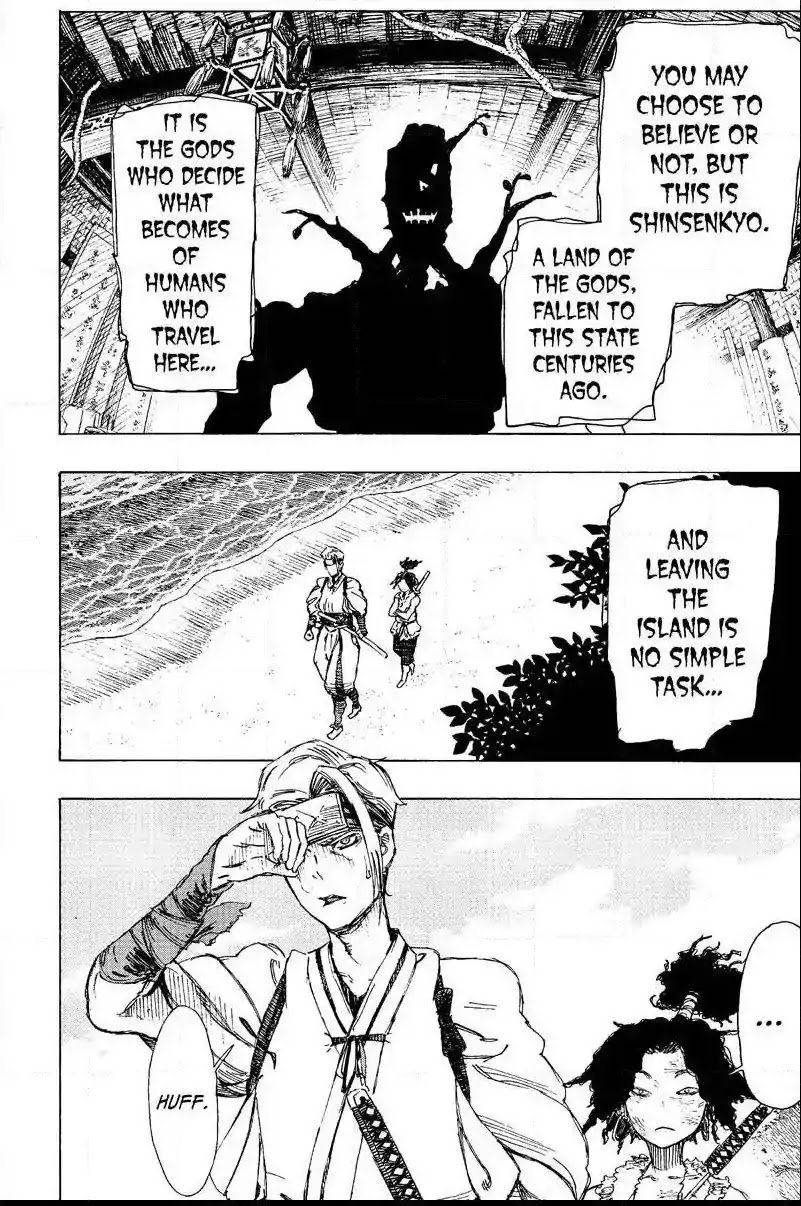 YOU MAY
CHOOSE TO
BELIEVE OR
NOT, BUT
THIS IS
SHINSENKYO.
A LAND OF
THE GODS,
FALLEN TO
THIS STATE
CENTURIES
AGO.
IT IS
THE GODS
WHO DECIDE
WHAT
BECOMES
OF
HUMANS
WHO
TRAVEL
HERE...
AND
LEAVING
THE
ISLAND IS
NO SIMPLE
TASK...
...
HUFF.